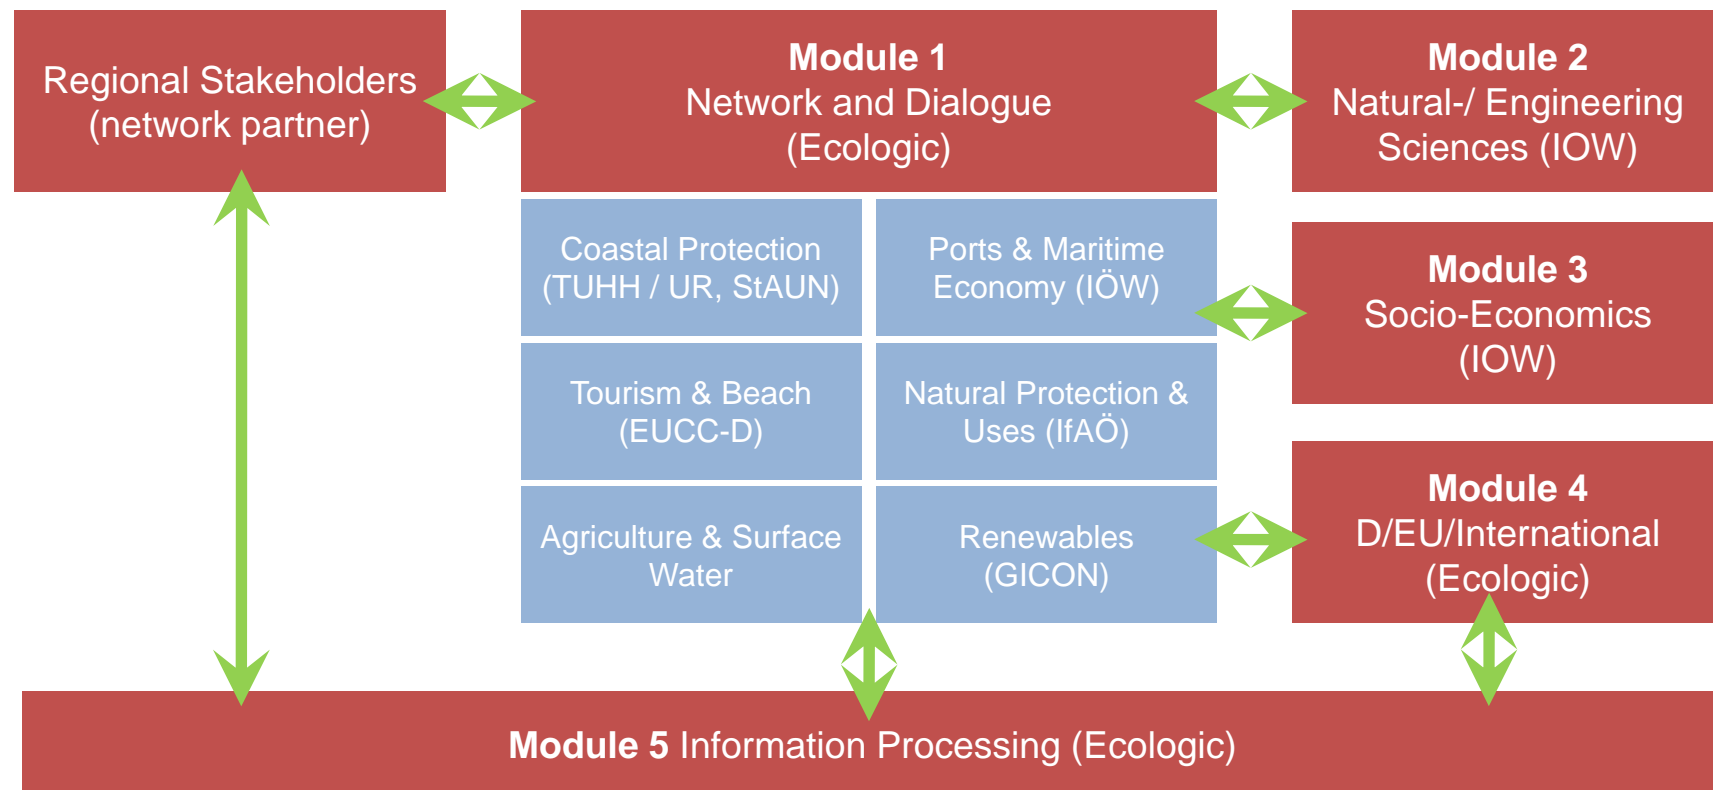 Regional Stakeholders
(network partner)
Module 1
Network and Dialogue
(Ecologic)
Module 2
Natural-/ Engineering
Sciences (IOW)
Coastal Protection
(TUHH / UR, StAUN)
Ports & Maritime
Economy (IÖW)
Module 3
Socio-Economics
(IOW)
Tourism & Beach
(EUCC-D)
Natural Protection &
Uses (IfAÖ)
Module 4
D/EU/International
(Ecologic)
Agriculture & Surface
Water
Renewables
(GICON)
Module 5 Information Processing (Ecologic)